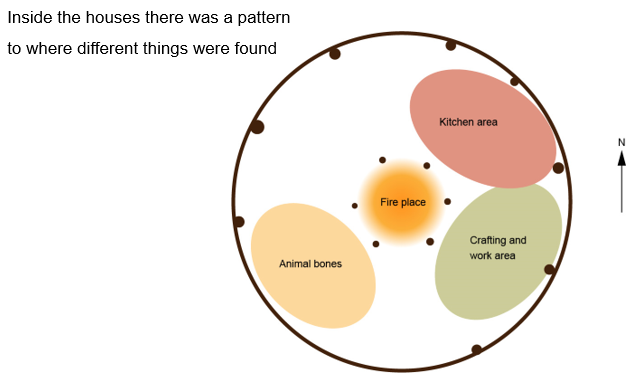 Inside the houses there was a pattern
to where different things were found
N
Kitchen area
Fire place
Crafting and
work area
Animal bones